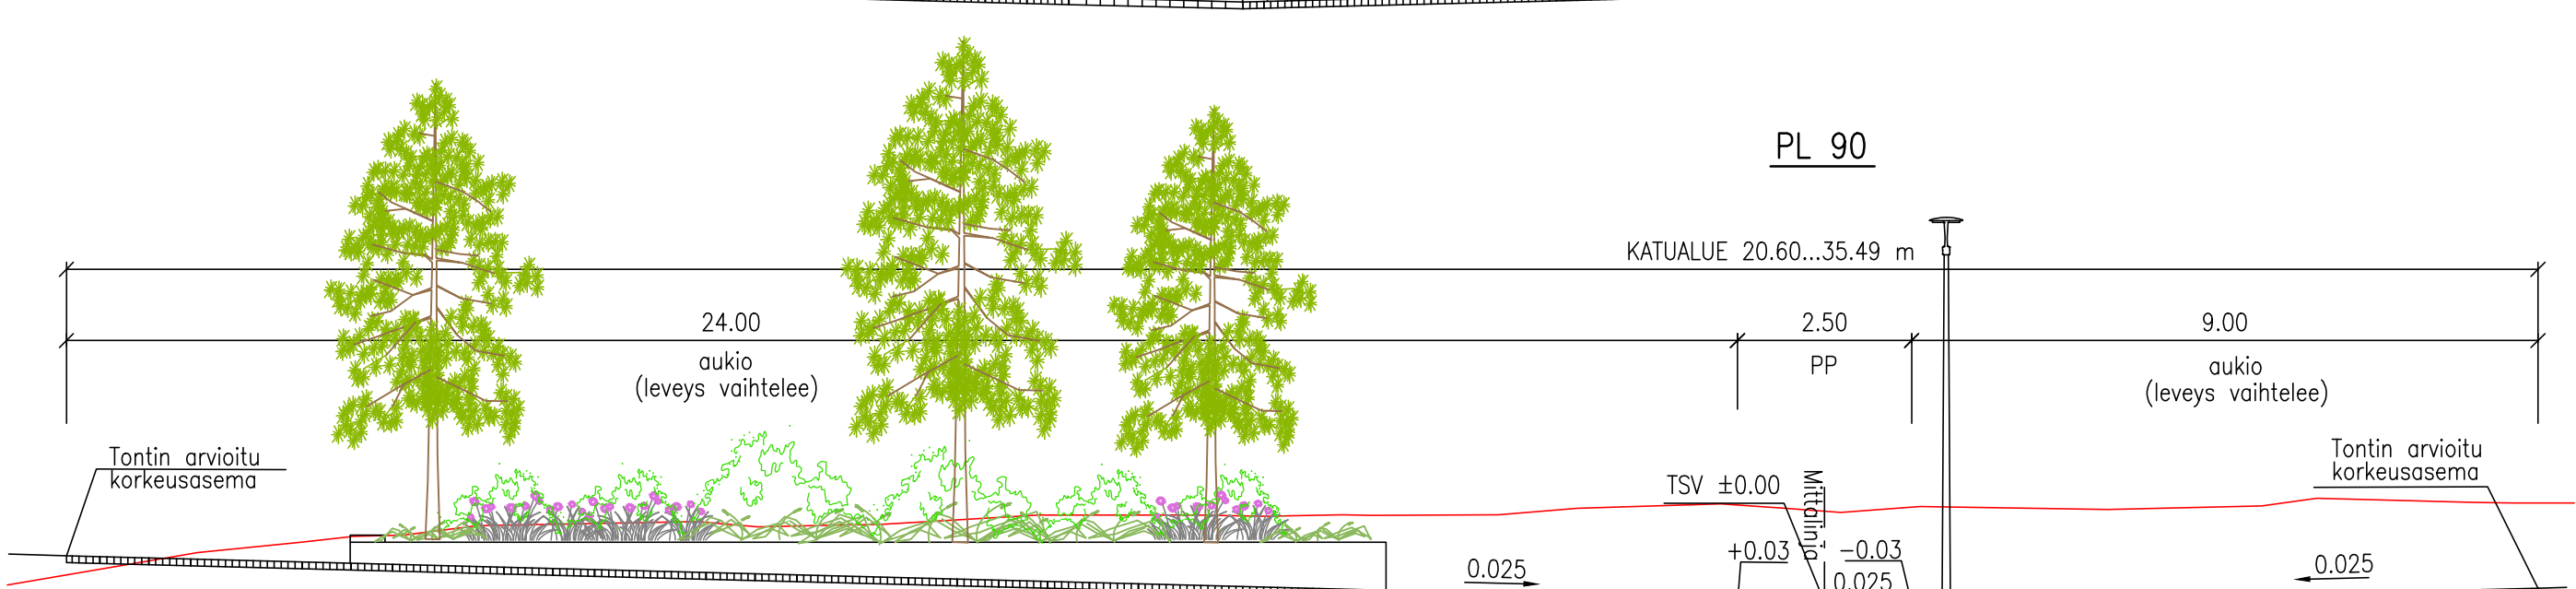 PL 90
KATUALUE 20.60...35.49 m
24.00
2.50
9.00
aukio
(leveys vaihtelee)
PP
aukio
(leveys vaihtelee)
Tontin arvioitu
korkeusasema
TSV ±0.00
Mittalinja
Tontin arvioitu
korkeusasema
+0.03
-0.03
0.025
0.025
0.025